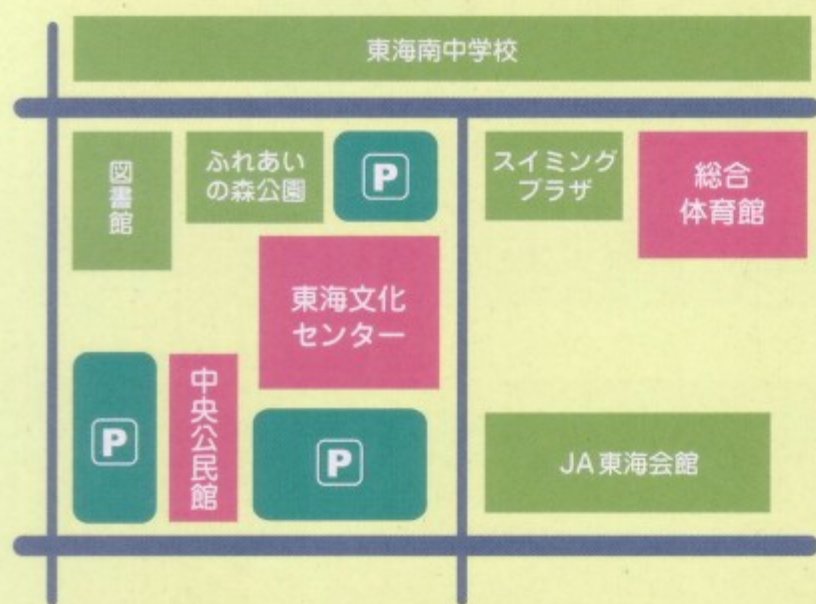 東海南中学校
図書館
ふれあい
の森公園
P
スイミング
プラザ
総合
体育館
東海文化
センター
P
中央公民館
P
JA東海会館